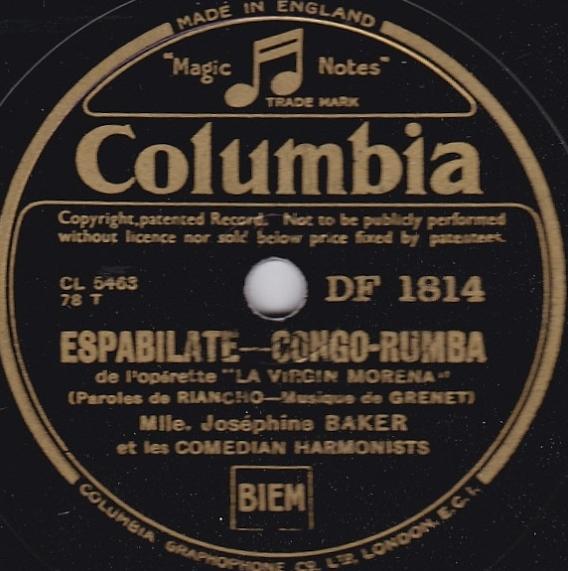 MADE IN ENGLAND
"Magic Notes"
TRADE MARK
Columbia
Copyright, patented Record. Not to be publicly performed
without licence nor sold below price fixed by patentees.
CL 5463
78 T
DF 1814
ESPABILATE—CONGO-RUMBA
de l'opérette "LA VIRGIN MORENA"
(Paroles de RIANCHO—Musique de GRENET)
Mlle. Joséphine BAKER
et les COMEDIAN HARMONISTS
BIEM
COLUMBIA GRAPHOPHONE CO. LTD, LONDON, E.C.1.